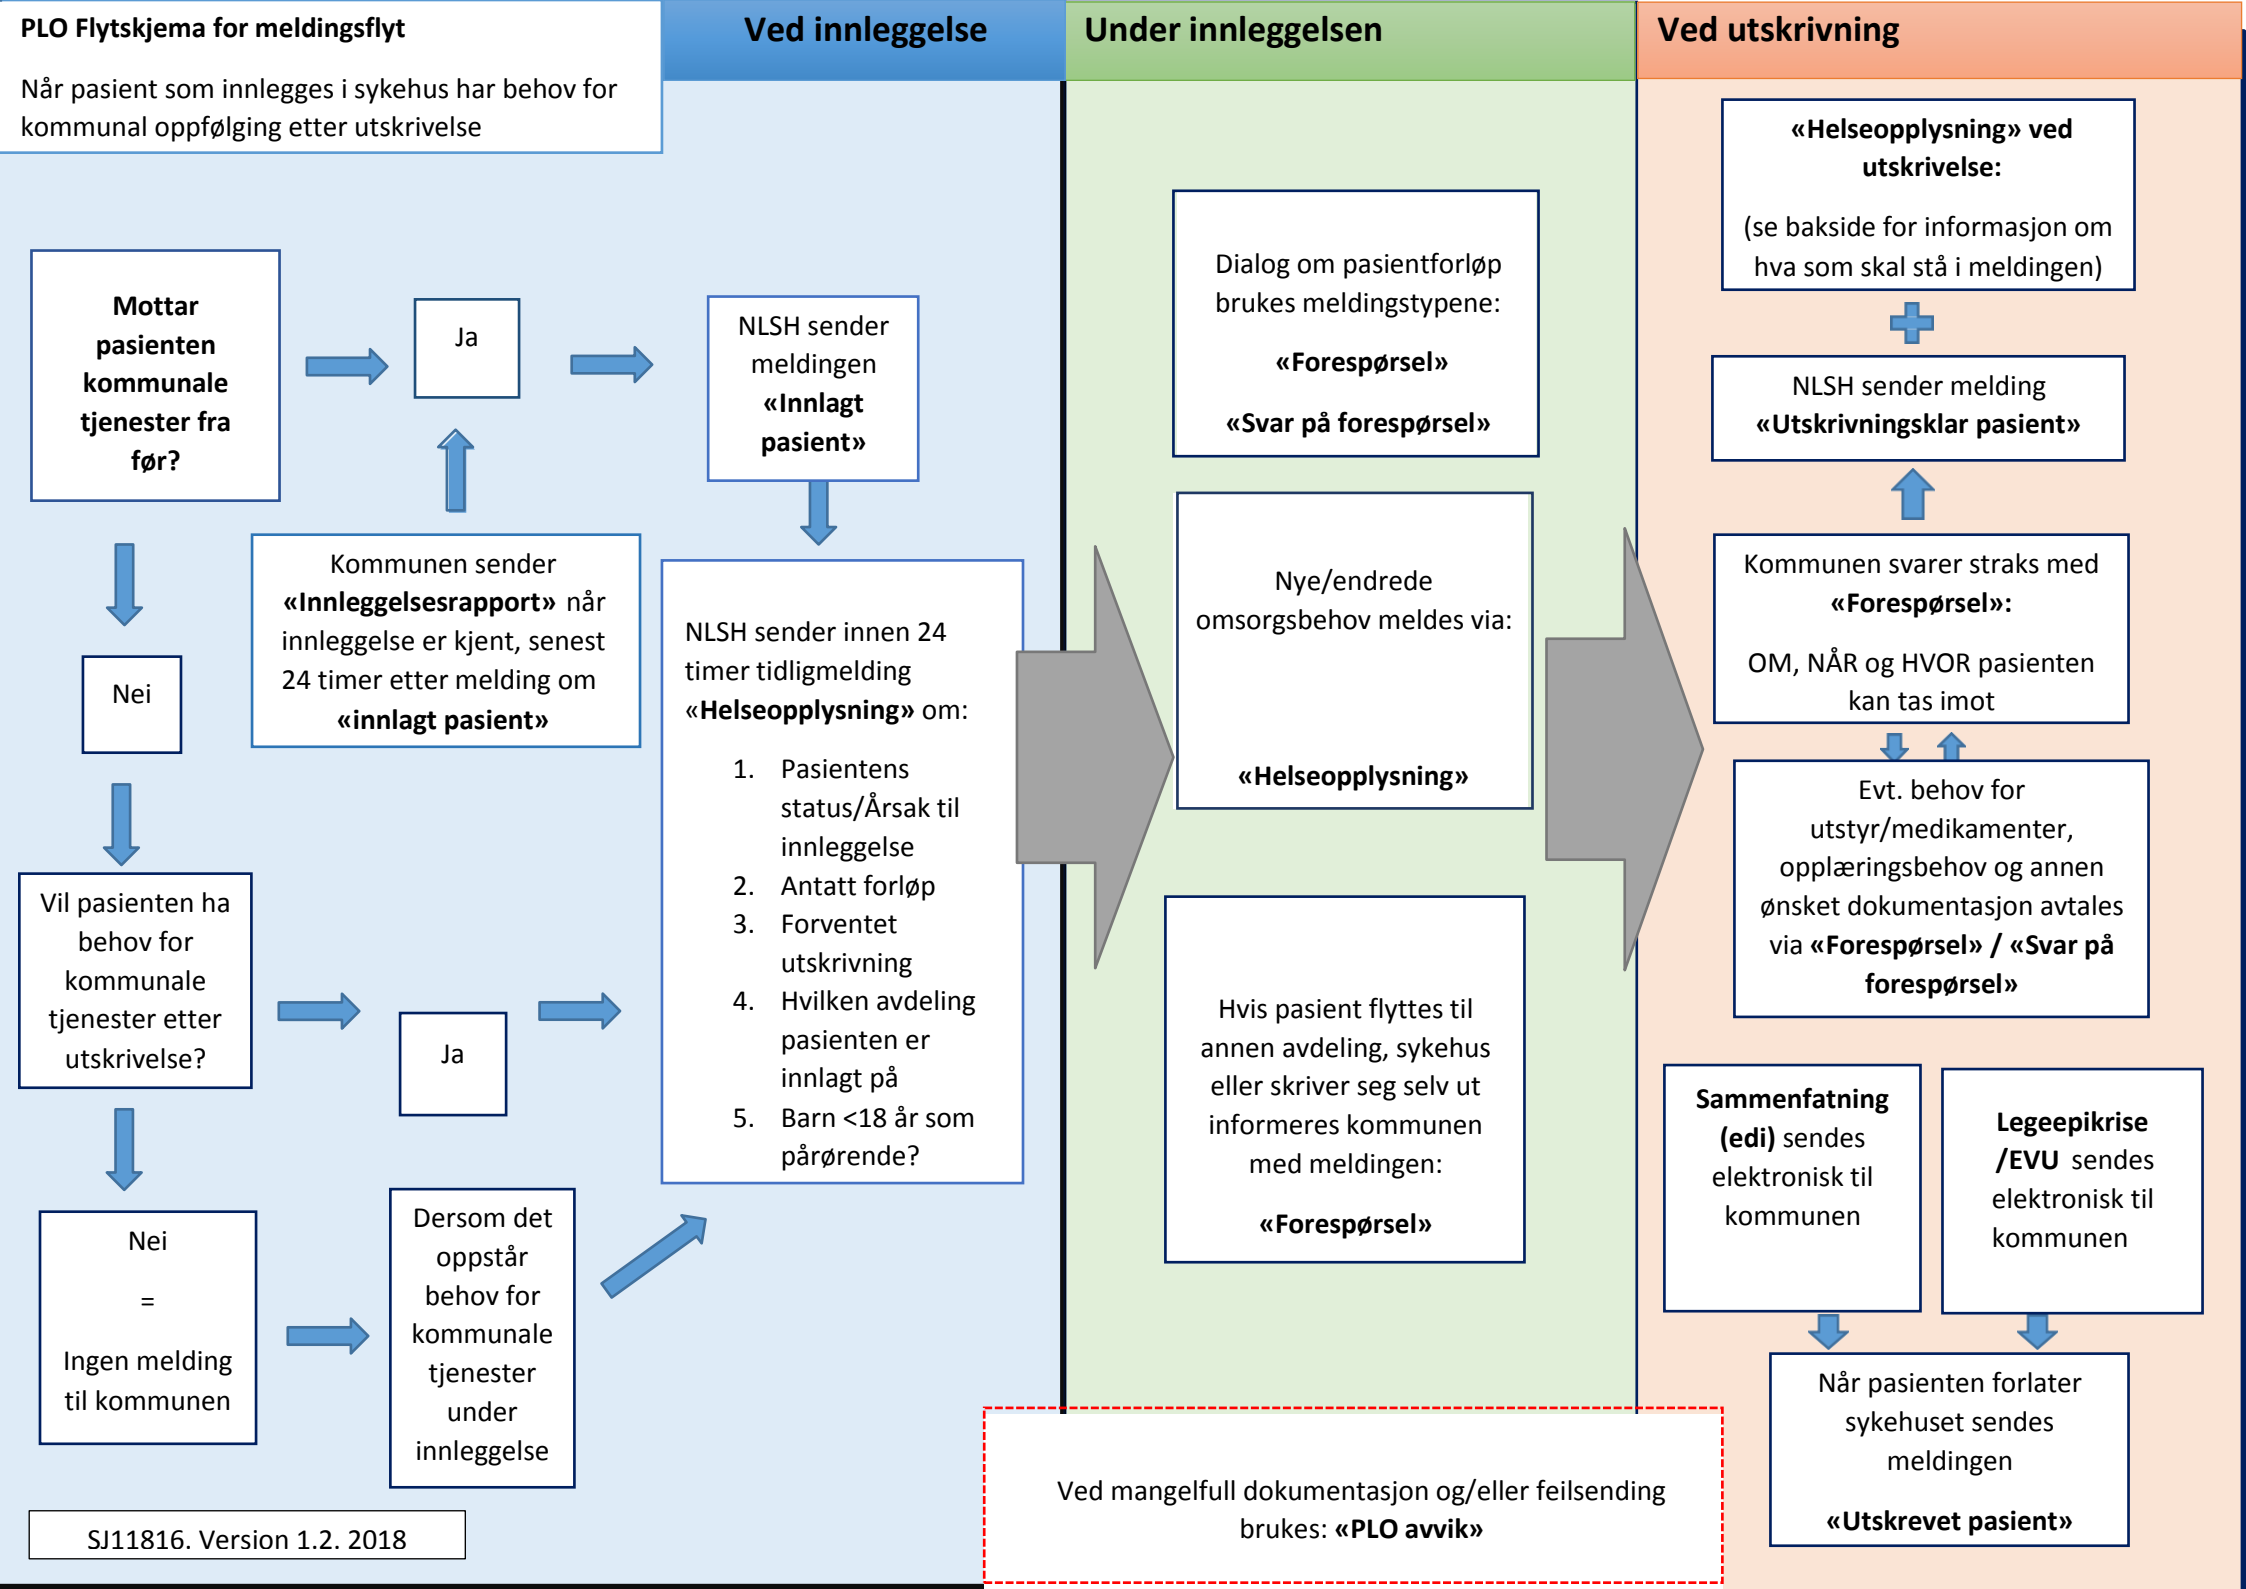 PLO Flytskjema for meldingsflyt
Når pasient som innlegges i sykehus har behov for
kommunal oppfølging etter utskrivelse
Ved innleggelse
Under innleggelsen
Ved utskrivning
Mottar
pasienten
kommunale
tjenester fra
før?
Ja
NLSH sender
meldingen
«Innlagt
pasient»
Kommunen sender
«Innleggelsesrapport» når
innleggelse er kjent, senest
24 timer etter melding om
«innlagt pasient»
Nei
Vil pasienten ha
behov for
kommunale
tjenester etter
utskrivelse?
Ja
NLSH sender innen 24
timer tidligmelding
«Helseopplysning» om:
1. Pasientens
status/Årsak til
innleggelse
2. Antatt forløp
3. Forventet
utskrivning
4. Hvilken avdeling
pasienten er
innlagt på
5. Barn <18 år som
pårørende?
Nei
=
Ingen melding
til kommunen
Dersom det
oppstår
behov for
kommunale
tjenester
under
innleggelse
SJ11816. Version 1.2. 2018
Dialog om pasientforløp
brukes meldingstypene:
«Forespørsel»
«Svar på forespørsel»
Nye/endrede
omsorgsbehov meldes via:
«Helseopplysning»
Hvis pasient flyttes til
annen avdeling, sykehus
eller skriver seg selv ut
informeres kommunen
med meldingen:
«Forespørsel»
Ved mangelfull dokumentasjon og/eller feilsending
brukes: «PLO avvik»
«Helseopplysning» ved
utskrivelse:
(se bakside for informasjon om
hva som skal stå i meldingen)
NLSH sender melding
«Utskrivningsklar pasient»
Kommunen svarer straks med
«Forespørsel»:
OM, NÅR og HVOR pasienten
kan tas imot
Evt. behov for
utstyr/medikamenter,
opplæringsbehov og annen
ønsket dokumentasjon avtales
via «Forespørsel» / «Svar på
forespørsel»
Sammenfatning
(edi) sendes
elektronisk til
kommunen
Legeepikrise
/EVU sendes
elektronisk til
kommunen
Når pasienten forlater
sykehuset sendes
meldingen
«Utskrevet pasient»